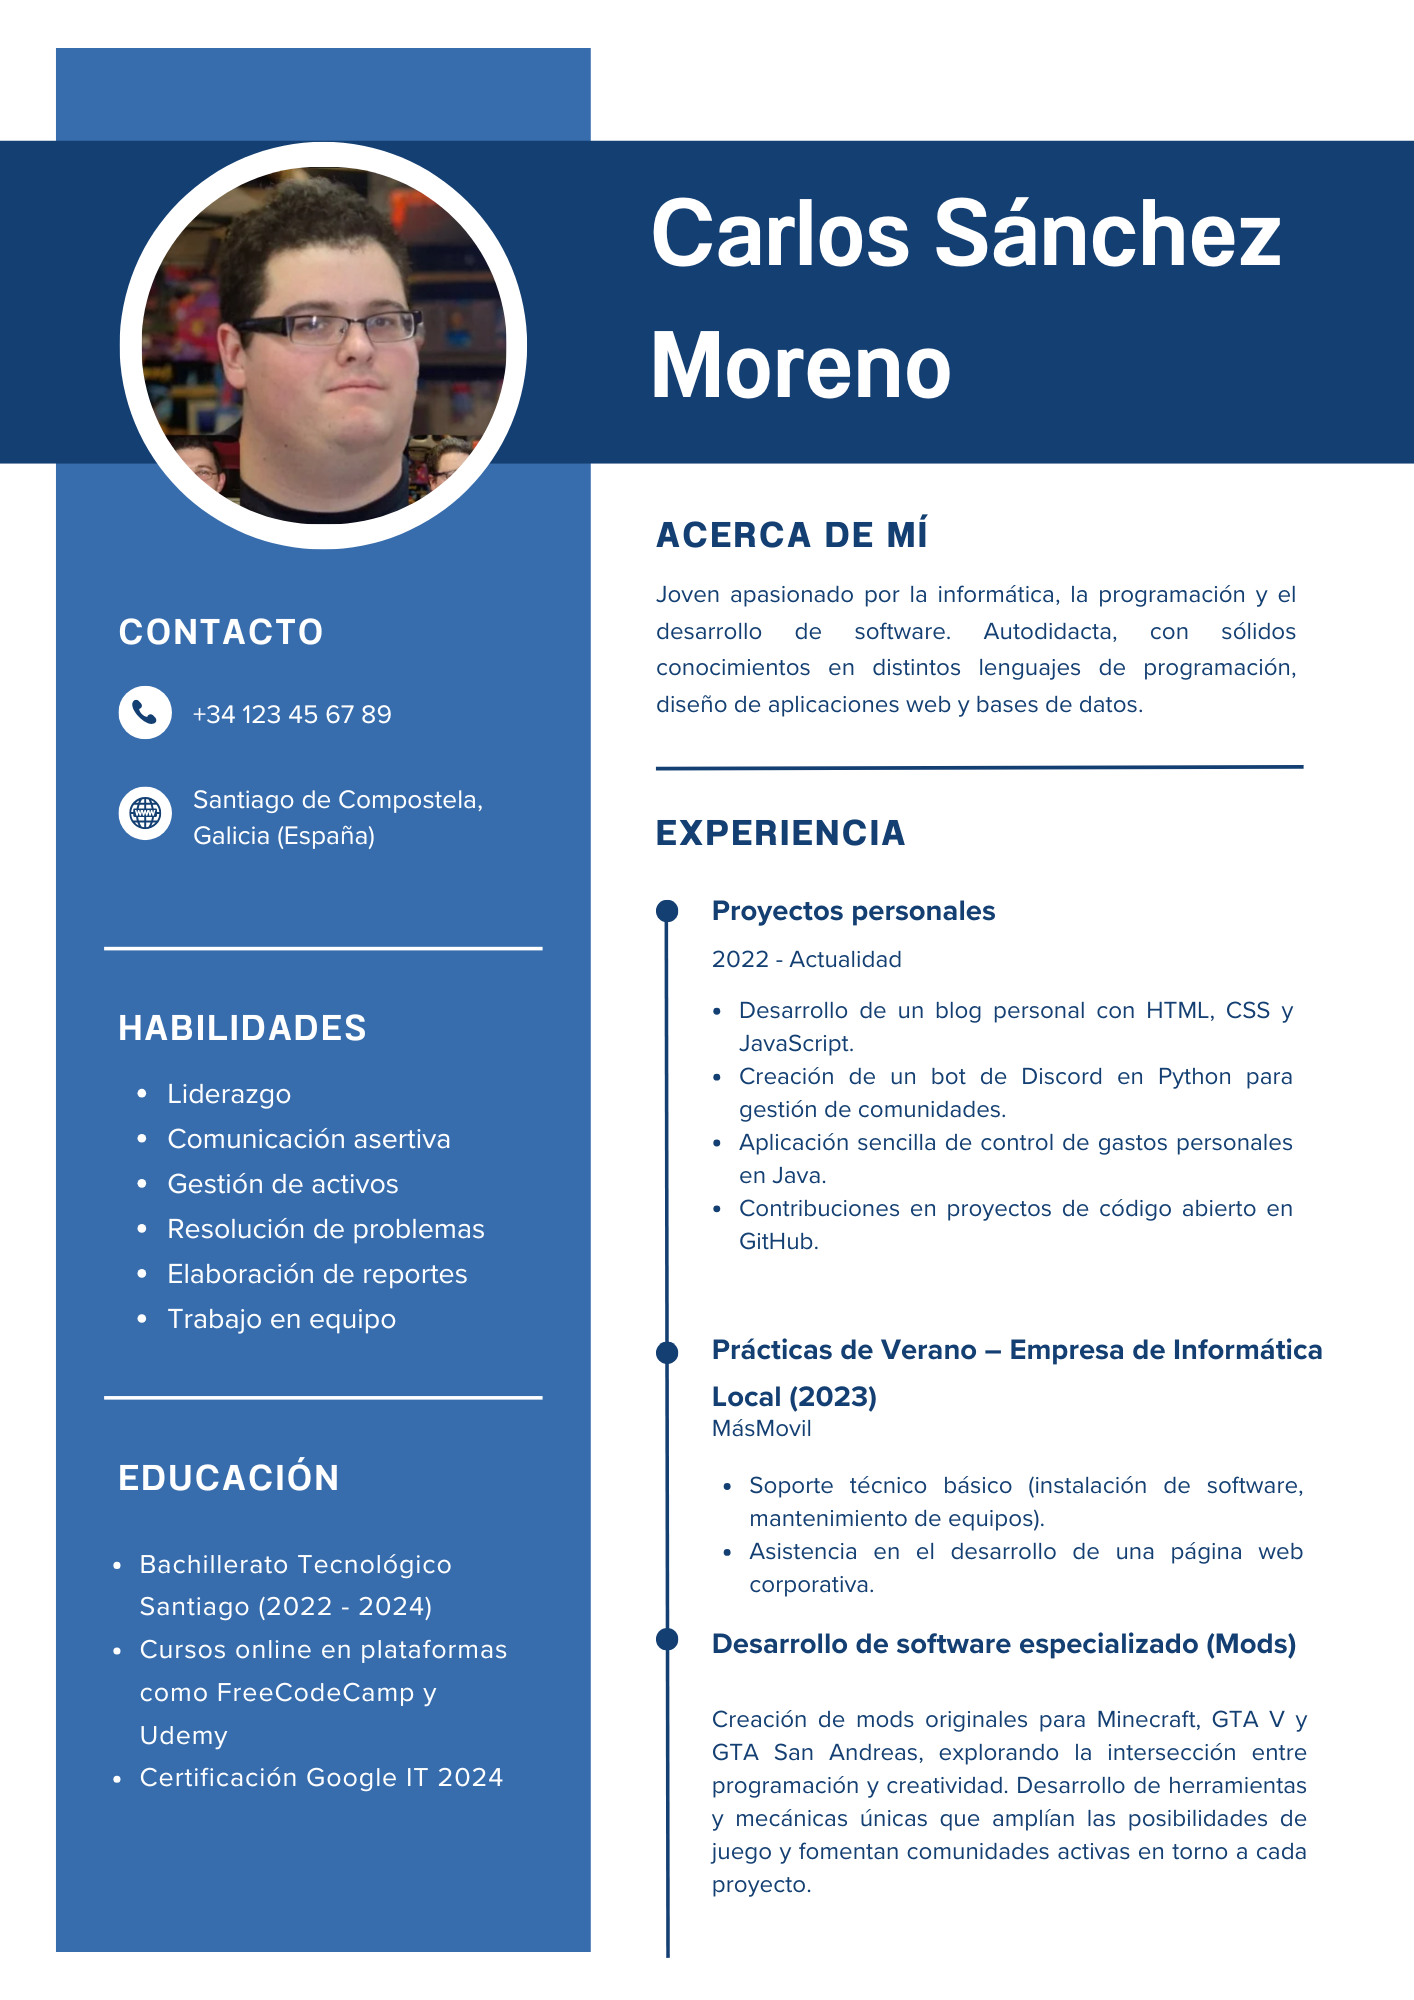 Carlos Sánchez
Moreno
CONTACTO
+34 123 45 67 89
Santiago de Compostela,
Galicia (España)
HABILIDADES
• Liderazgo
• Comunicación asertiva
• Gestión de activos
• Resolución de problemas
• Elaboración de reportes
• Trabajo en equipo
EDUCACIÓN
• Bachillerato Tecnológico
Santiago (2022 - 2024)
• Cursos online en plataformas
como FreeCodeCamp y
Udemy
• Certificación Google IT 2024
ACERCA DE MÍ
Joven apasionado por la informática, la programación y el
desarrollo de software. Autodidacta, con sólidos
conocimientos en distintos lenguajes de programación,
diseño de aplicaciones web y bases de datos.
EXPERIENCIA
Proyectos personales
2022 - Actualidad
• Desarrollo de un blog personal con HTML, CSS y
JavaScript.
• Creación de un bot de Discord en Python para
gestión de comunidades.
• Aplicación sencilla de control de gastos personales
en Java.
• Contribuciones en proyectos de código abierto en
GitHub.
Prácticas de Verano – Empresa de Informática
Local (2023)
MásMovil
• Soporte técnico básico (instalación de software,
mantenimiento de equipos).
• Asistencia en el desarrollo de una página web
corporativa.
Desarrollo de software especializado (Mods)
Creación de mods originales para Minecraft, GTA V y
GTA San Andreas, explorando la intersección entre
programación y creatividad. Desarrollo de herramientas
y mecánicas únicas que amplían las posibilidades de
juego y fomentan comunidades activas en torno a cada
proyecto.